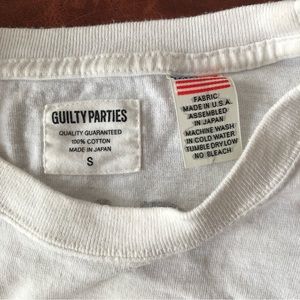 GUILTY PARTIES
QUALITY GUARANTEED
100% COTTON
MADE IN JAPAN
S
FABRIC
MADE IN U.S.A.
ASSEMBLED
IN JAPAN
MACHINE WASH
IN COLD WATER
TUMBLE DRY LOW
NO BLEACH